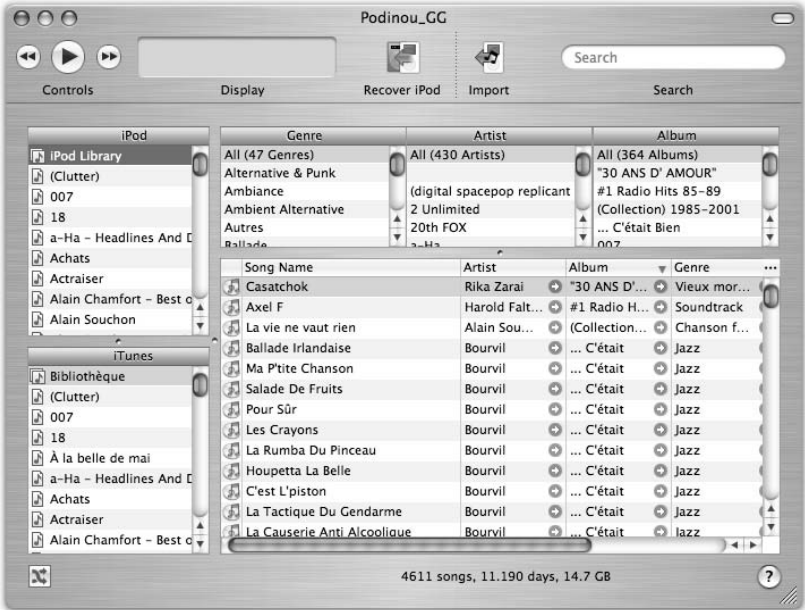 Podinou_GG
Search
Controls Display Recover iPod Import Search
iPod
iPod Library
(Clutter)
007
18
a-Ha - Headlines And D
Achats
Actraiser
Alain Chamfort - Best o
Alain Souchon
iTunes
Bibliothèque
(Clutter)
007
18
À la belle de mai
a-Ha - Headlines And D
Achats
Actraiser
Alain Chamfort - Best o
Genre
All (47 Genres)
Alternative & Punk
Ambiance
Ambient Alternative
Autres
Ballade
Artist
All (430 Artists)
(digital spacepop replicant
2 Unlimited
20th FOX
a-Ha
Album
All (364 Albums)
"30 ANS D' AMOUR"
#1 Radio Hits 85-89
(Collection) 1985-2001
... C'était Bien
007
Song Name Artist Album Genre ...
Casatchok Rika Zarai "30 ANS D'... Vieux mor...
Axel F Harold Falt... #1 Radio H... Soundtrack
La vie ne vaut rien Alain Sou... (Collection... Chanson f...
Ballade Irlandaise Bourvil ... C'était Jazz
Ma P'tite Chanson Bourvil ... C'était Jazz
Salade De Fruits Bourvil ... C'était Jazz
Pour Sûr Bourvil ... C'était Jazz
Les Crayons Bourvil ... C'était Jazz
La Rumba Du Pinceau Bourvil ... C'était Jazz
Houpetta La Belle Bourvil ... C'était Jazz
C'est L'piston Bourvil ... C'était Jazz
La Tactique Du Gendarme Bourvil ... C'était Jazz
La Causerie Anti Alcoolique Bourvil ... C'était Jazz
4611 songs, 11.190 days, 14.7 GB
?